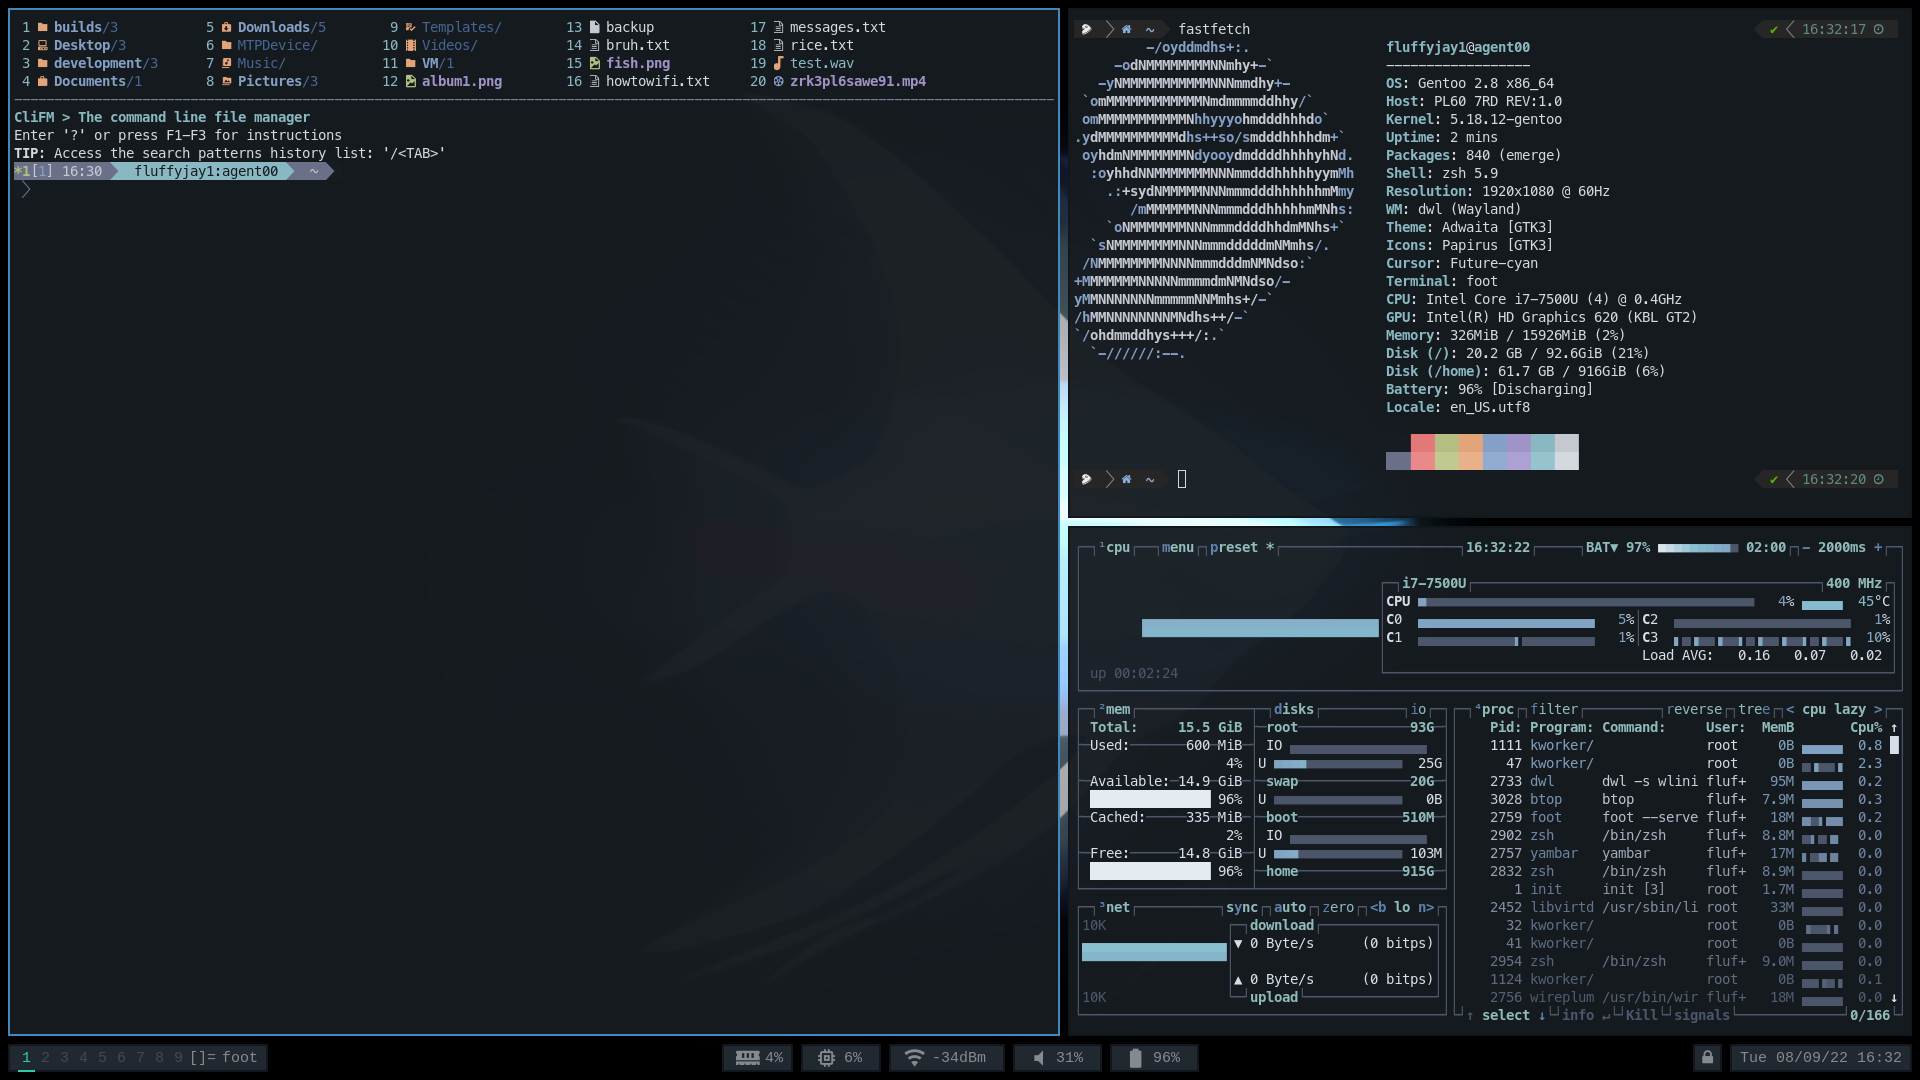 1 builds/3 5 Downloads/5 9 Templates/ 13 backup 17 messages.txt
2 Desktop/3 6 MTPDevice/ 10 Videos/ 14 bruh.txt 18 rice.txt
3 development/3 7 Music/ 11 VM/1 15 fish.png 19 test.wav
4 Documents/1 8 Pictures/3 12 album1.png 16 howtowifi.txt 20 zrk3pl6sawe91.mp4
CliFM > The command line file manager
Enter '?' or press F1-F3 for instructions
TIP: Access the search patterns history list: '/<TAB>'
*1[1] 16:30 fluffyjay1:agent00 ~
~ fastfetch ✔ 16:32:17
-/oyddmdhs+:. fluffyjay1@agent00
-odNMMMMMMMMNNmhy+-` -----------------
-yNMMMMMMMMMMMNNNmmdhy+- OS: Gentoo 2.8 x86_64
`omMMMMMMMMMMMMNmdmmmmddhhy/` Host: PL60 7RD REV:1.0
omMMMMMMMMMMMNhhyyyohmdddhhhdo` Kernel: 5.18.12-gentoo
.ydMMMMMMMMMMdhs++so/smdddhhhhdm+` Uptime: 2 mins
oyhdmNMMMMMMMNdyooydmddddhhhhyhNd. Packages: 840 (emerge)
:oyhhdNNMMMMMMMNNNmmdddhhhhhyymMh Shell: zsh 5.9
.:+sydNMMMMMNNNmmmdddhhhhhhmMmy Resolution: 1920x1080 @ 60Hz
/mMMMMMMNNNmmmdddhhhhhmMNhs: WM: dwl (Wayland)
`oNMMMMMMMNNNmmmddddhhdmMNhs+` Theme: Adwaita [GTK3]
`sNMMMMMMMMNNNmmmdddddmNMmhs/. Icons: Papirus [GTK3]
/NMMMMMMMMNNNNmmmdddmNMNdso:` Cursor: Future-cyan
+MMMMMMMNNNNNmmmmdmNMNdso/- Terminal: foot
yMMNNNNNNNmmmmmNNMmhs+/-` CPU: Intel Core i7-7500U (4) @ 0.4GHz
/hMMNNNNNNNNMNdhs++/-` GPU: Intel(R) HD Graphics 620 (KBL GT2)
`/ohdmmddhys+++/:.` Memory: 326MiB / 15926MiB (2%)
`-//////:--. Disk (/): 20.2 GB / 92.6GiB (21%)
Disk (/home): 61.7 GB / 916GiB (6%)
Battery: 96% [Discharging]
Locale: en_US.utf8
~ ✔ 16:32:20
¹cpu menu preset * 16:32:22 BAT▼ 97% 02:00 - 2000ms +
i7-7500U 400 MHz
CPU 4% 45°C
C0 5% C2 1%
C1 1% C3 10%
Load AVG: 0.16 0.07 0.02
up 00:02:24
²mem disks io ⁴proc filter reverse tree < cpu lazy >
Total: 15.5 GiB root 93G Pid: Program: Command: User: MemB Cpu% ↑
Used: 600 MiB IO 1111 kworker/ root 0B 0.8
4% U 25G 47 kworker/ root 0B 2.3
Available: 14.9 GiB swap 20G 2733 dwl dwl -s wlini fluf+ 95M 0.2
96% U 0B 3028 btop btop fluf+ 7.9M 0.3
Cached: 335 MiB boot 510M 2759 foot foot --serve fluf+ 18M 0.2
2% IO 2902 zsh /bin/zsh fluf+ 8.8M 0.0
Free: 14.8 GiB U 103M 2757 yambar yambar fluf+ 17M 0.0
96% home 915G 2832 zsh /bin/zsh fluf+ 8.9M 0.0
1 init init [3] root 1.7M 0.0
³net sync auto zero <b lo n> 2452 libvirtd /usr/sbin/li root 33M 0.0
10K download 32 kworker/ root 0B 0.0
▼ 0 Byte/s (0 bitps) 41 kworker/ root 0B 0.0
2954 zsh /bin/zsh fluf+ 9.0M 0.0
▲ 0 Byte/s (0 bitps) 1124 kworker/ root 0B 0.1
10K upload 2756 wireplum /usr/bin/wir fluf+ 18M 0.0 ↓
↑ select ↓ info ↵ Kill signals 0/166
1 2 3 4 5 6 7 8 9 []= foot 4% 6% -34dBm 31% 96% Tue 08/09/22 16:32